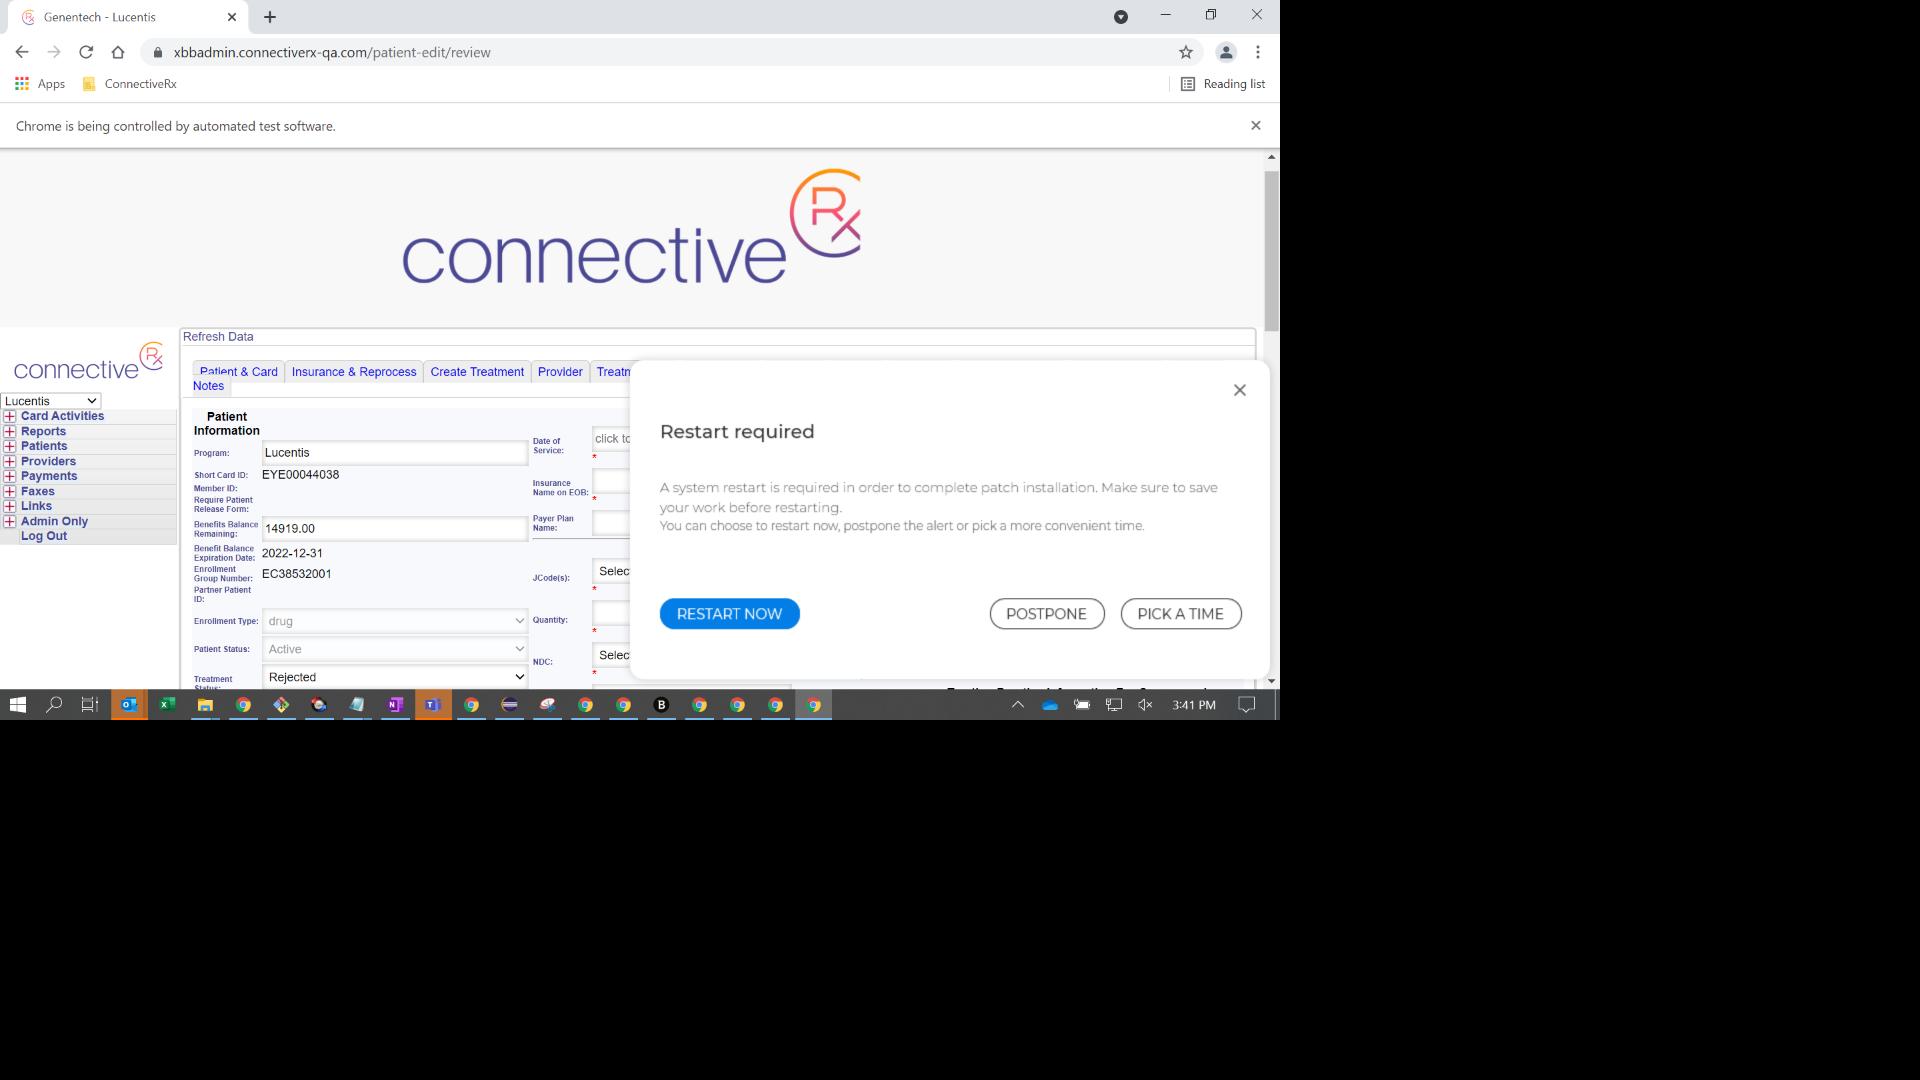 Genentech - Lucentis
xbbadmin.connectiverx-qa.com/patient-edit/review
Apps
ConnectiveRx
Reading list
Chrome is being controlled by automated test software.
connective Rx
connective Rx
Lucentis
Card Activities
Reports
Patients
Providers
Payments
Faxes
Links
Admin Only
Log Out
Refresh Data
Patient & Card
Insurance & Reprocess
Create Treatment
Provider
Notes
Patient
Information
Program:
Lucentis
Short Card ID:
EYE00044038
Member ID:
Require Patient
Release Form:
Benefits Balance
Remaining:
14919.00
Benefit Balance
Expiration Date:
2022-12-31
Enrollment
Group Number:
EC38532001
Partner Patient
ID:
Enrollment Type:
drug
Patient Status:
Active
Treatment
Rejected
Date of
Service:
click to
*
Insurance
Name on EOB:
*
Payer Plan
Name:
JCode(s):
*
Quantity:
*
NDC:
*
Restart required
A system restart is required in order to complete patch installation. Make sure to save
your work before restarting.
You can choose to restart now, postpone the alert or pick a more convenient time.
RESTART NOW
POSTPONE
PICK A TIME
3:41 PM